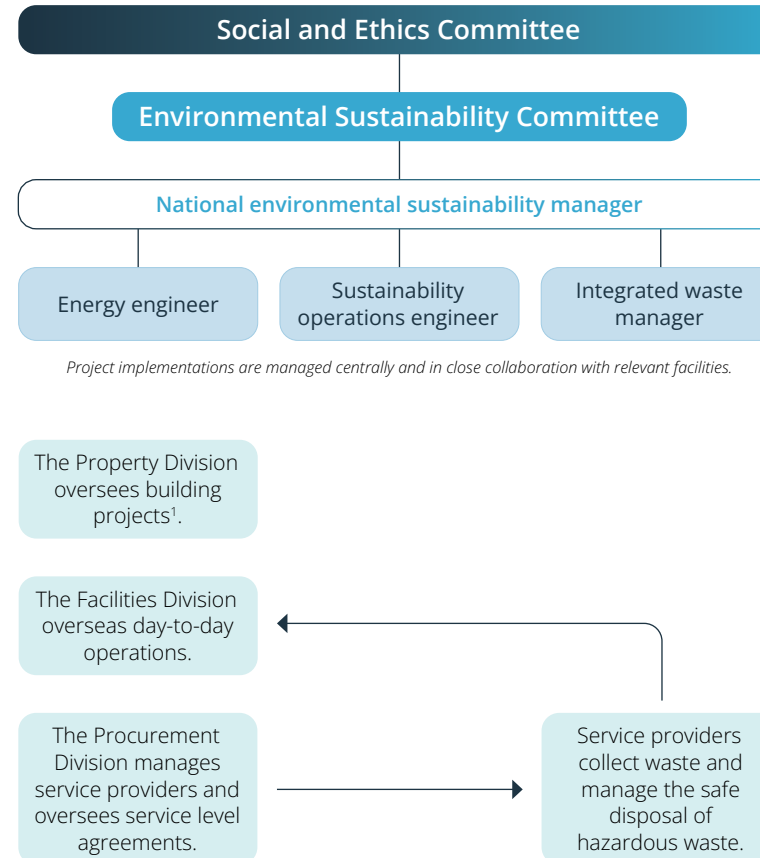 Social and Ethics Committee
Environmental Sustainability Committee
National environmental sustainability manager
Energy engineer
Sustainability
operations engineer
Integrated waste
manager
Project implementations are managed centrally and in close collaboration with relevant facilities.
The Property Division
oversees building
projects¹.
The Facilities Division
overseas day-to-day
operations.
The Procurement
Division manages
service providers and
oversees service level
agreements.
Service providers
collect waste and
manage the safe
disposal of
hazardous waste.